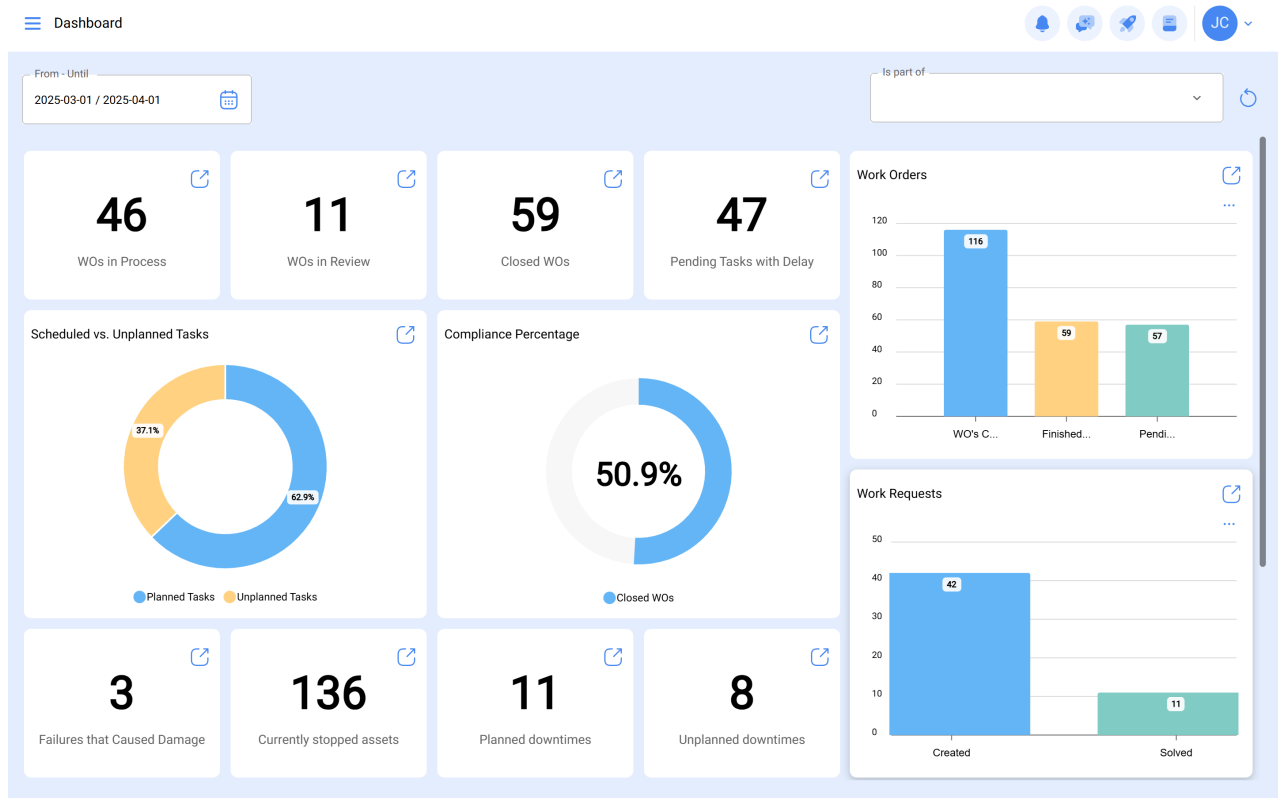 Dashboard
JC
From - Until
2025-03-01 / 2025-04-01
Is part of
46
WOs in Process
11
WOs in Review
59
Closed WOs
47
Pending Tasks with Delay
Work Orders
...
120
100
80
60
40
20
0
116
59
57
WO's C...
Finished...
Pendi...
Scheduled vs. Unplanned Tasks
37.1%
62.9%
Planned Tasks
Unplanned Tasks
Compliance Percentage
50.9%
Closed WOs
Work Requests
...
50
40
30
20
10
0
42
11
Created
Solved
3
Failures that Caused Damage
136
Currently stopped assets
11
Planned downtimes
8
Unplanned downtimes